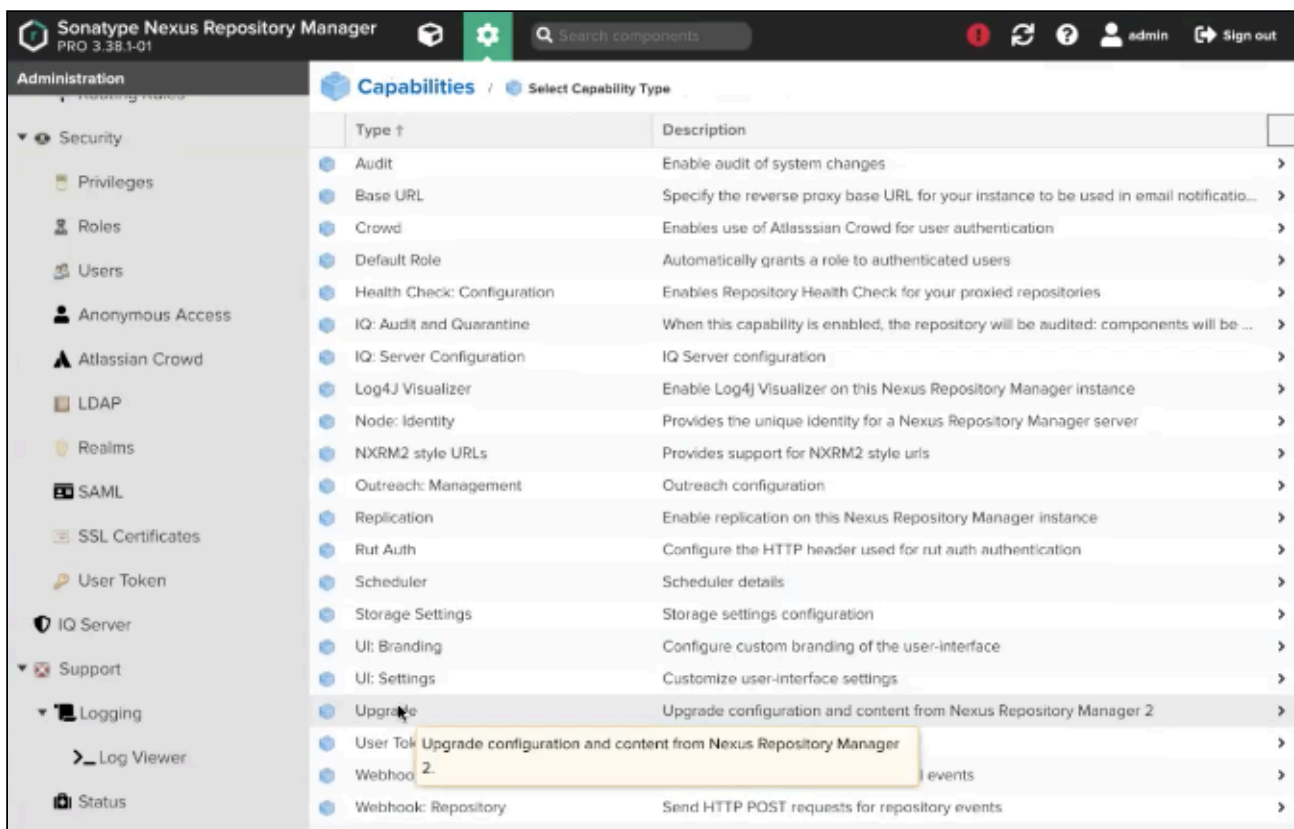 Sonatype Nexus Repository Manager
PRO 3.38.1-01
Search components
admin
Sign out
Administration
Routing Rules
Security
Privileges
Roles
Users
Anonymous Access
Atlassian Crowd
LDAP
Realms
SAML
SSL Certificates
User Token
IQ Server
Support
Logging
Log Viewer
Status
Capabilities / Select Capability Type
Type ↑ Description
Audit Enable audit of system changes
Base URL Specify the reverse proxy base URL for your instance to be used in email notificatio...
Crowd Enables use of Atlasssian Crowd for user authentication
Default Role Automatically grants a role to authenticated users
Health Check: Configuration Enables Repository Health Check for your proxied repositories
IQ: Audit and Quarantine When this capability is enabled, the repository will be audited: components will be ...
IQ: Server Configuration IQ Server configuration
Log4J Visualizer Enable Log4j Visualizer on this Nexus Repository Manager instance
Node: Identity Provides the unique identity for a Nexus Repository Manager server
NXRM2 style URLs Provides support for NXRM2 style urls
Outreach: Management Outreach configuration
Replication Enable replication on this Nexus Repository Manager instance
Rut Auth Configure the HTTP header used for rut auth authentication
Scheduler Scheduler details
Storage Settings Storage settings configuration
UI: Branding Configure custom branding of the user-interface
UI: Settings Customize user-interface settings
Upgrade Upgrade configuration and content from Nexus Repository Manager 2
User Tok
Upgrade configuration and content from Nexus Repository Manager
2.
Webhoo l events
Webhook: Repository Send HTTP POST requests for repository events